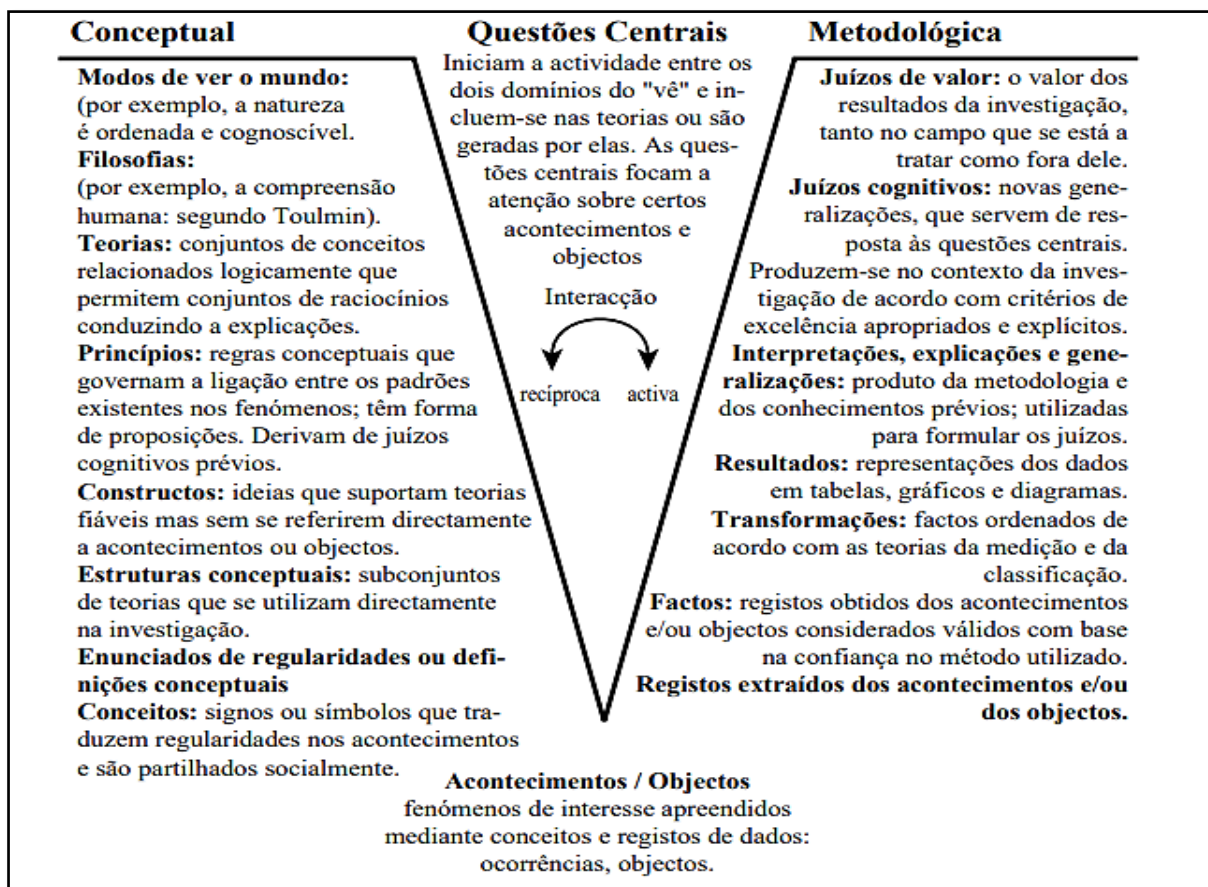 Conceptual
Modos de ver o mundo:
(por exemplo, a natureza
é ordenada e cognoscível.
Filosofias:
(por exemplo, a compreensão
humana: segundo Toulmin).
Teorias: conjuntos de conceitos
relacionados logicamente que
permitem conjuntos de raciocínios
conduzindo a explicações.
Princípios: regras conceptuais que
governam a ligação entre os padrões
existentes nos fenómenos; têm forma
de proposições. Derivam de juízos
cognitivos prévios.
Constructos: ideias que suportam teorias
fiáveis mas sem se referirem directamente
a acontecimentos ou objectos.
Estruturas conceptuais: subconjuntos
de teorias que se utilizam directamente
na investigação.
Enunciados de regularidades ou defi-
nições conceptuais
Conceitos: signos ou símbolos que tra-
duzem regularidades nos acontecimentos
e são partilhados socialmente.
Questões Centrais
Iniciam a actividade entre os
dois domínios do "vê" e in-
cluem-se nas teorias ou são
geradas por elas. As ques-
tões centrais focam a
atenção sobre certos
acontecimentos e
objectos
Interacção
recíproca activa
Metodológica
Juízos de valor: o valor dos
resultados da investigação,
tanto no campo que se está a
tratar como fora dele.
Juízos cognitivos: novas gene-
ralizações, que servem de res-
posta às questões centrais.
Produzem-se no contexto da inves-
tigação de acordo com critérios de
excelência apropriados e explícitos.
Interpretações, explicações e gene-
ralizações: produto da metodologia e
dos conhecimentos prévios; utilizadas
para formular os juízos.
Resultados: representações dos dados
em tabelas, gráficos e diagramas.
Transformações: factos ordenados de
acordo com as teorias da medição e da
classificação.
Factos: registos obtidos dos acontecimentos
e/ou objectos considerados válidos com base
na confiança no método utilizado.
Registos extraídos dos acontecimentos e/ou
dos objectos.
Acontecimentos / Objectos
fenómenos de interesse apreendidos
mediante conceitos e registos de dados:
ocorrências, objectos.